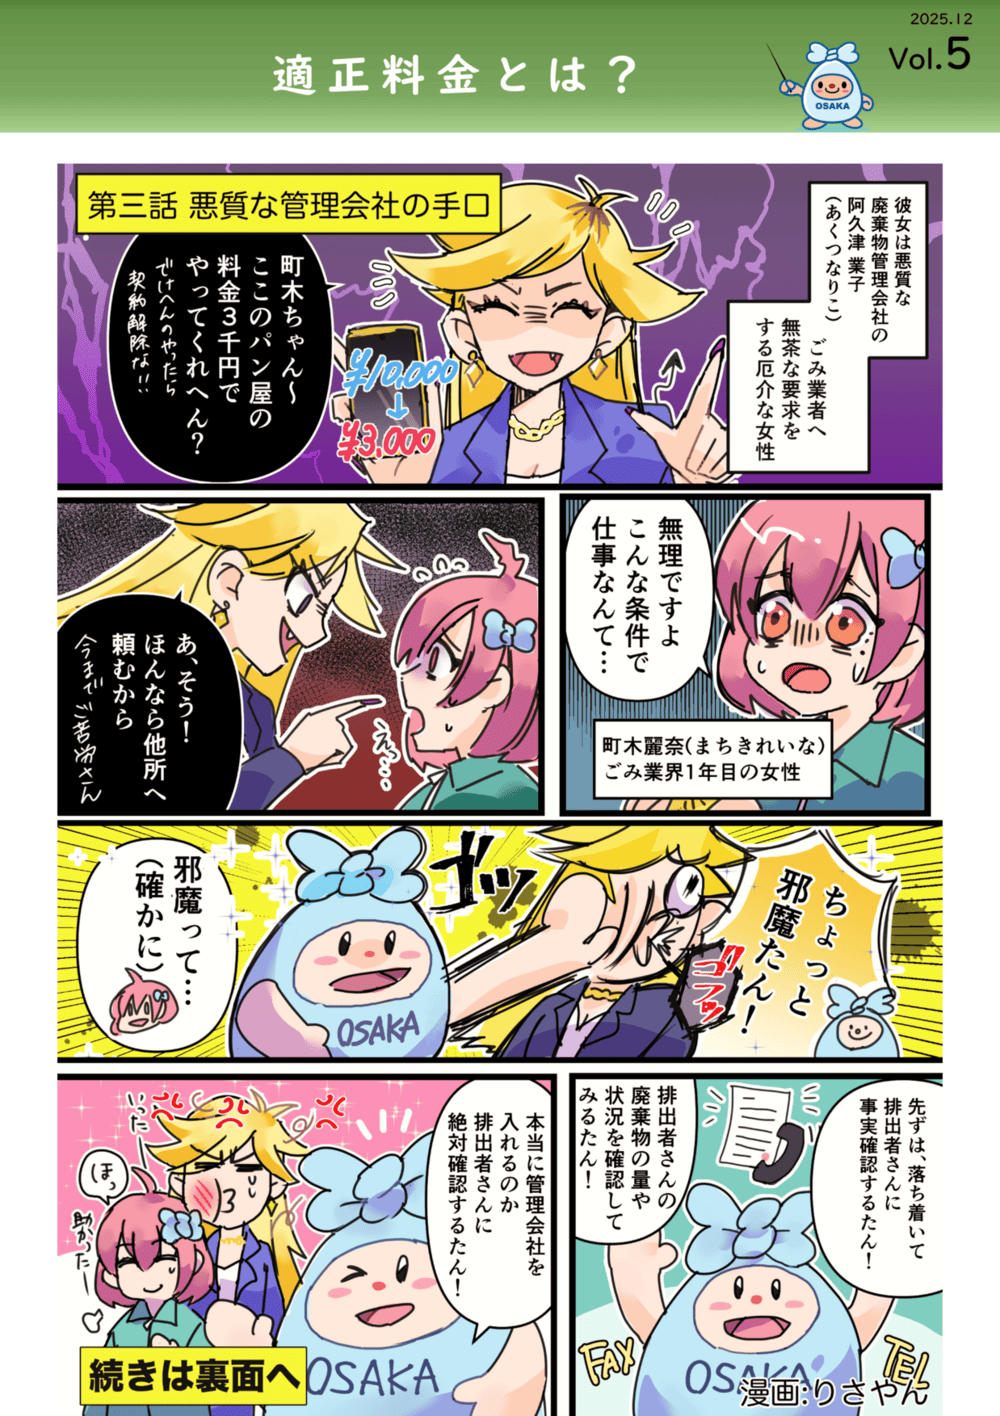 2025.12
Vol.5
適正料金とは？
OSAKA
第三話 悪質な管理会社の手口
彼女は悪質な
廃棄物管理会社の
阿久津 業子
（あくつなりこ）
ごみ業者へ
無茶な要求を
する厄介な女性
¥10,000
↓
¥3,000
町木ちゃん～
ここのパン屋の
料金３千円で
やってくれへん？
でけへんのやったら
契約解除な!!
無理ですよ
こんな条件で
仕事なんて…
町木麗奈(まちきれいな)
ごみ業界1年目の女性
あ、そう！
ほんなら他所へ
頼むから
今までご苦労さん
えっ…
ちょっと
邪魔たん！
ゴッ
ゴフッ
OSAKA
邪魔って…
（確かに）
先ずは、落ち着いて
排出者さんに
事実確認するたん！
排出者さんの
廃棄物の量や
状況を確認して
みるたん！
FAX
TEL
OSAKA
本当に管理会社を
入れるのか
排出者さんに
絶対確認するたん！
いったー
ほっ
助かったー
OSAKA
続きは裏面へ
漫画:りさやん